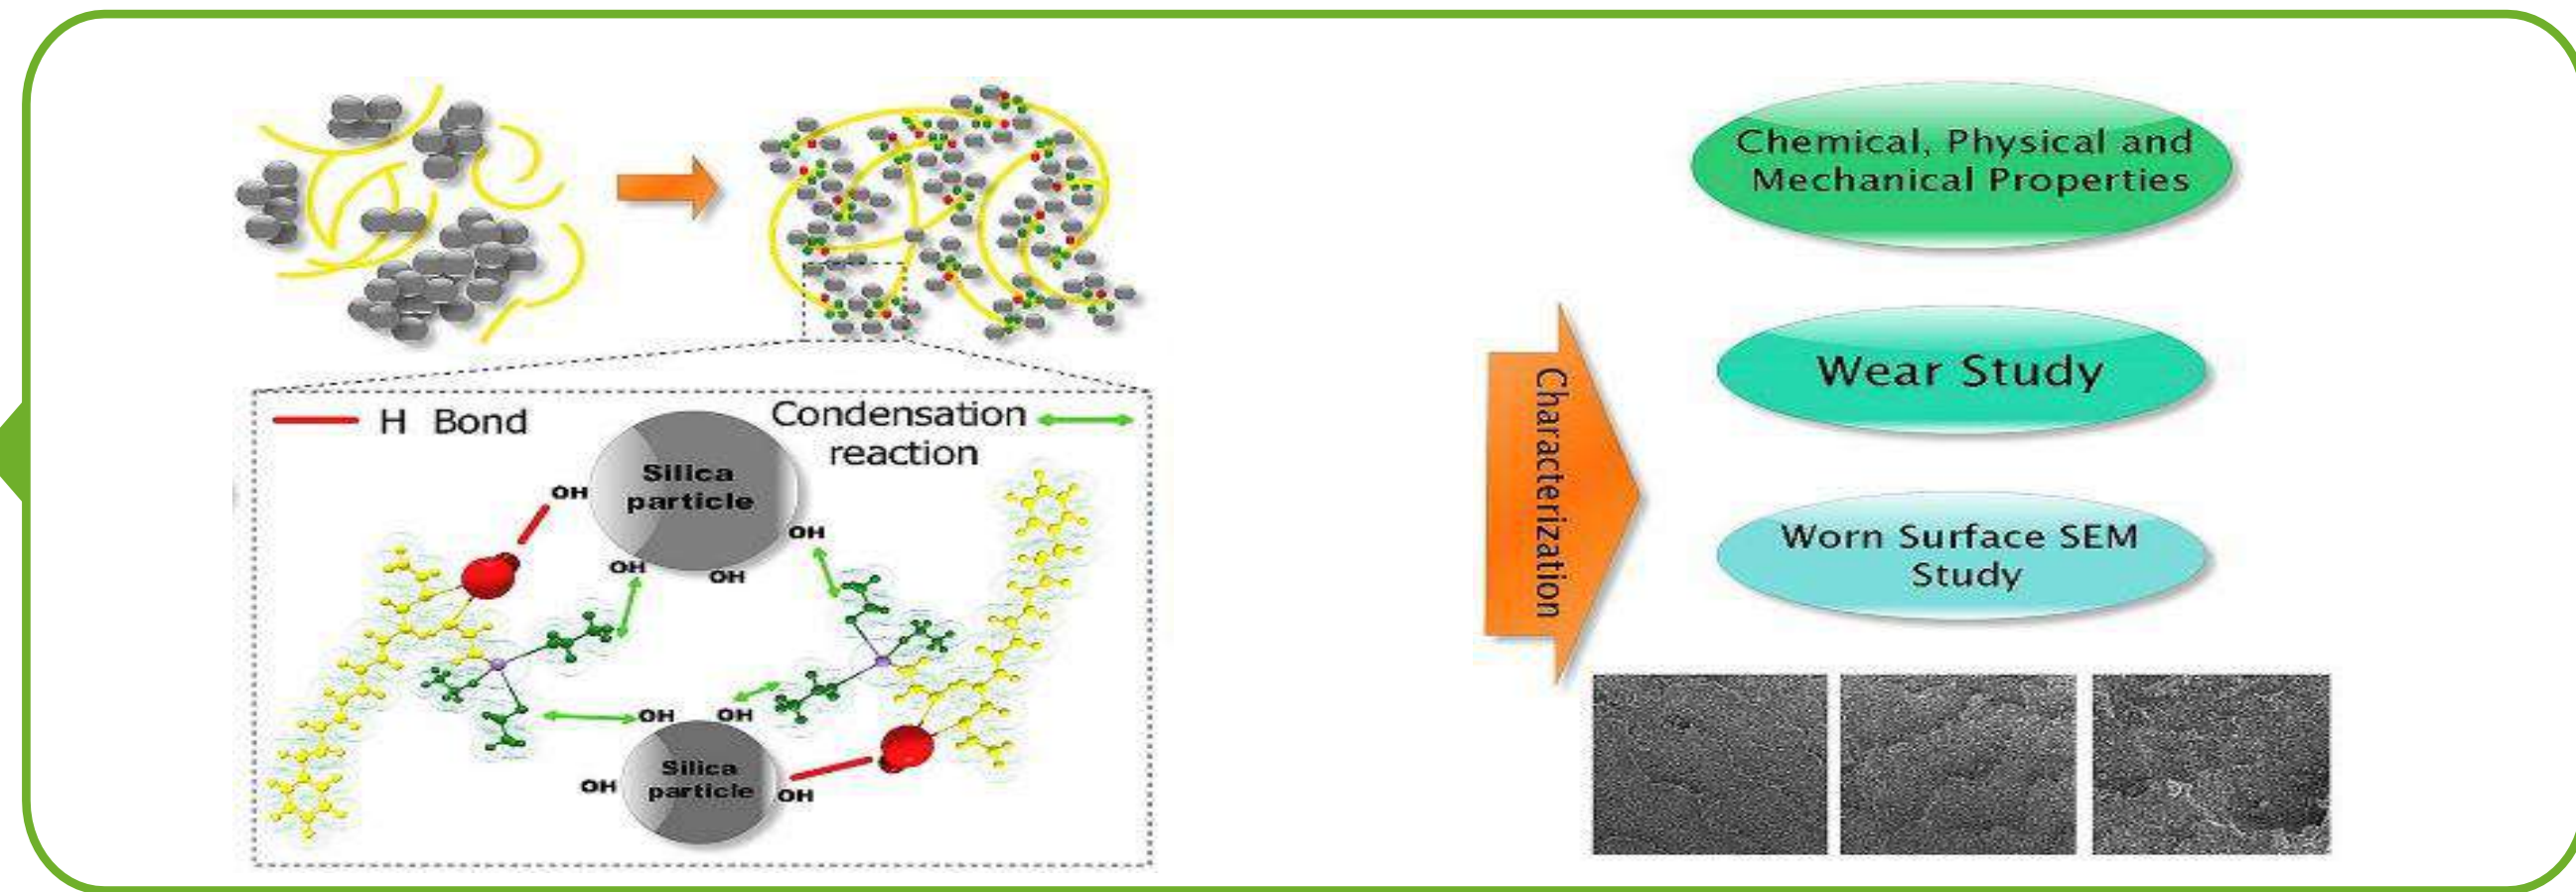 H Bond
Condensation
reaction
Silica
particle
OH
OH
OH
OH
OH
OH
Silica
particle
OH
OH
Characterization
Chemical, Physical and
Mechanical Properties
Wear Study
Worn Surface SEM
Study